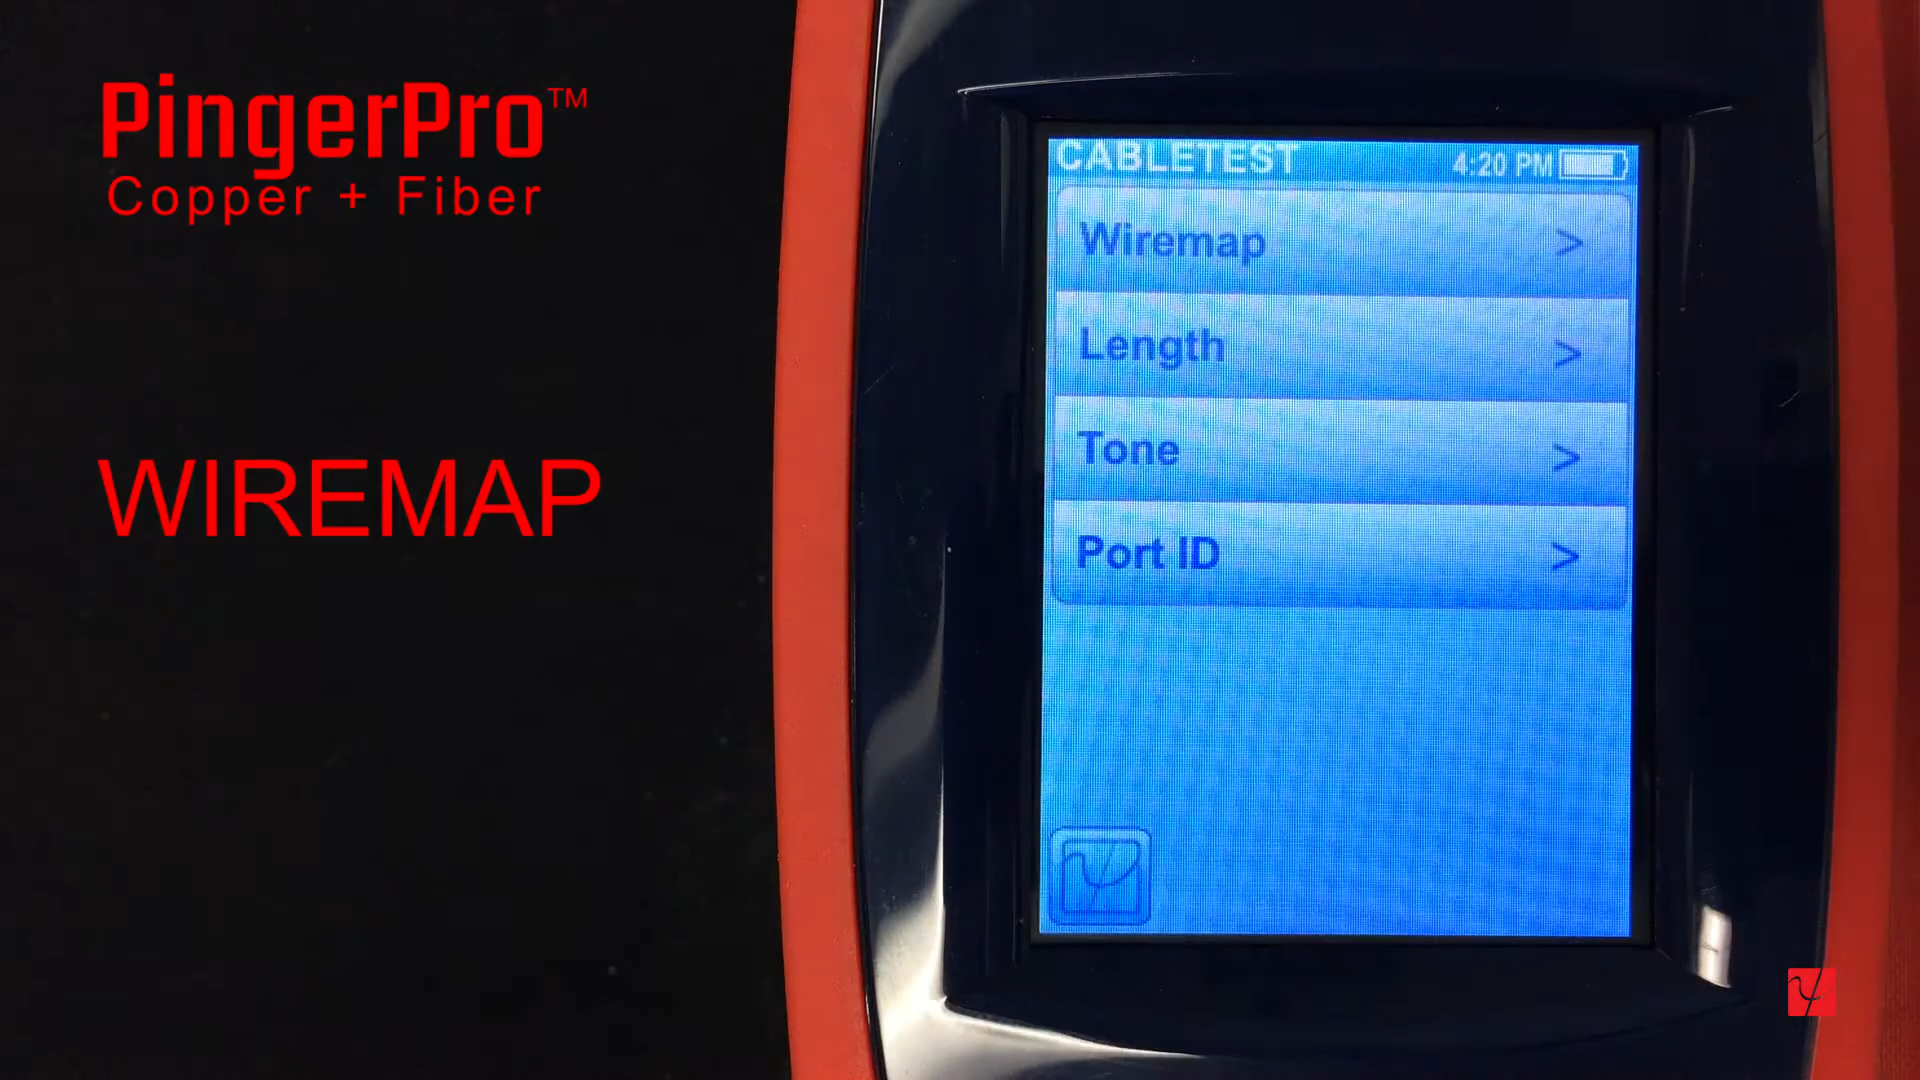 PingerPro™
Copper + Fiber
WIREMAP
CABLETEST 4:20 PM
Wiremap >
Length >
Tone >
Port ID >